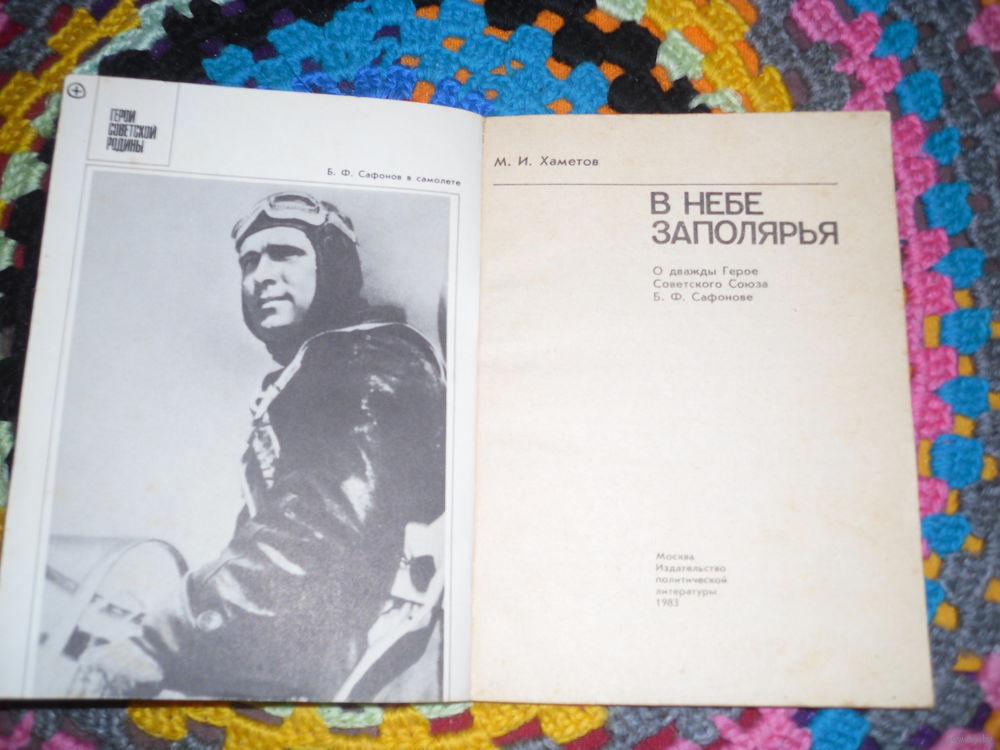 ГЕРОИ
СОВЕТСКОЙ
РОДИНЫ
Б. Ф. Сафонов в самолете
М. И. Хаметов
В НЕБЕ
ЗАПОЛЯРЬЯ
О дважды Герое
Советского Союза
Б. Ф. Сафонове
Москва
Издательство
политической
литературы
1983